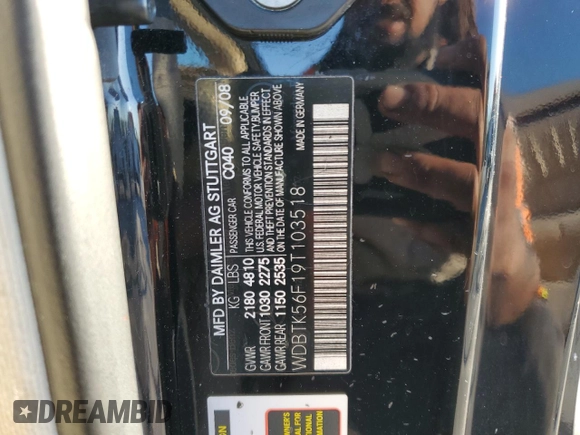 MFD BY DAIMLER AG STUTTGART
C040 09/08
KG LBS PASSENGER CAR
GVWR 2180 4810
GAWR FRONT 1030 2275
GAWR REAR 1150 2535
THIS VEHICLE CONFORMS TO ALL APPLICABLE
U.S. FEDERAL MOTOR VEHICLE SAFETY, BUMPER
AND THEFT PREVENTION STANDARDS IN EFFECT
ON THE DATE OF MANUFACTURE SHOWN ABOVE
WDBTK56F19T103518
MADE IN GERMANY
OWNER'S
FOR
DREAMBID